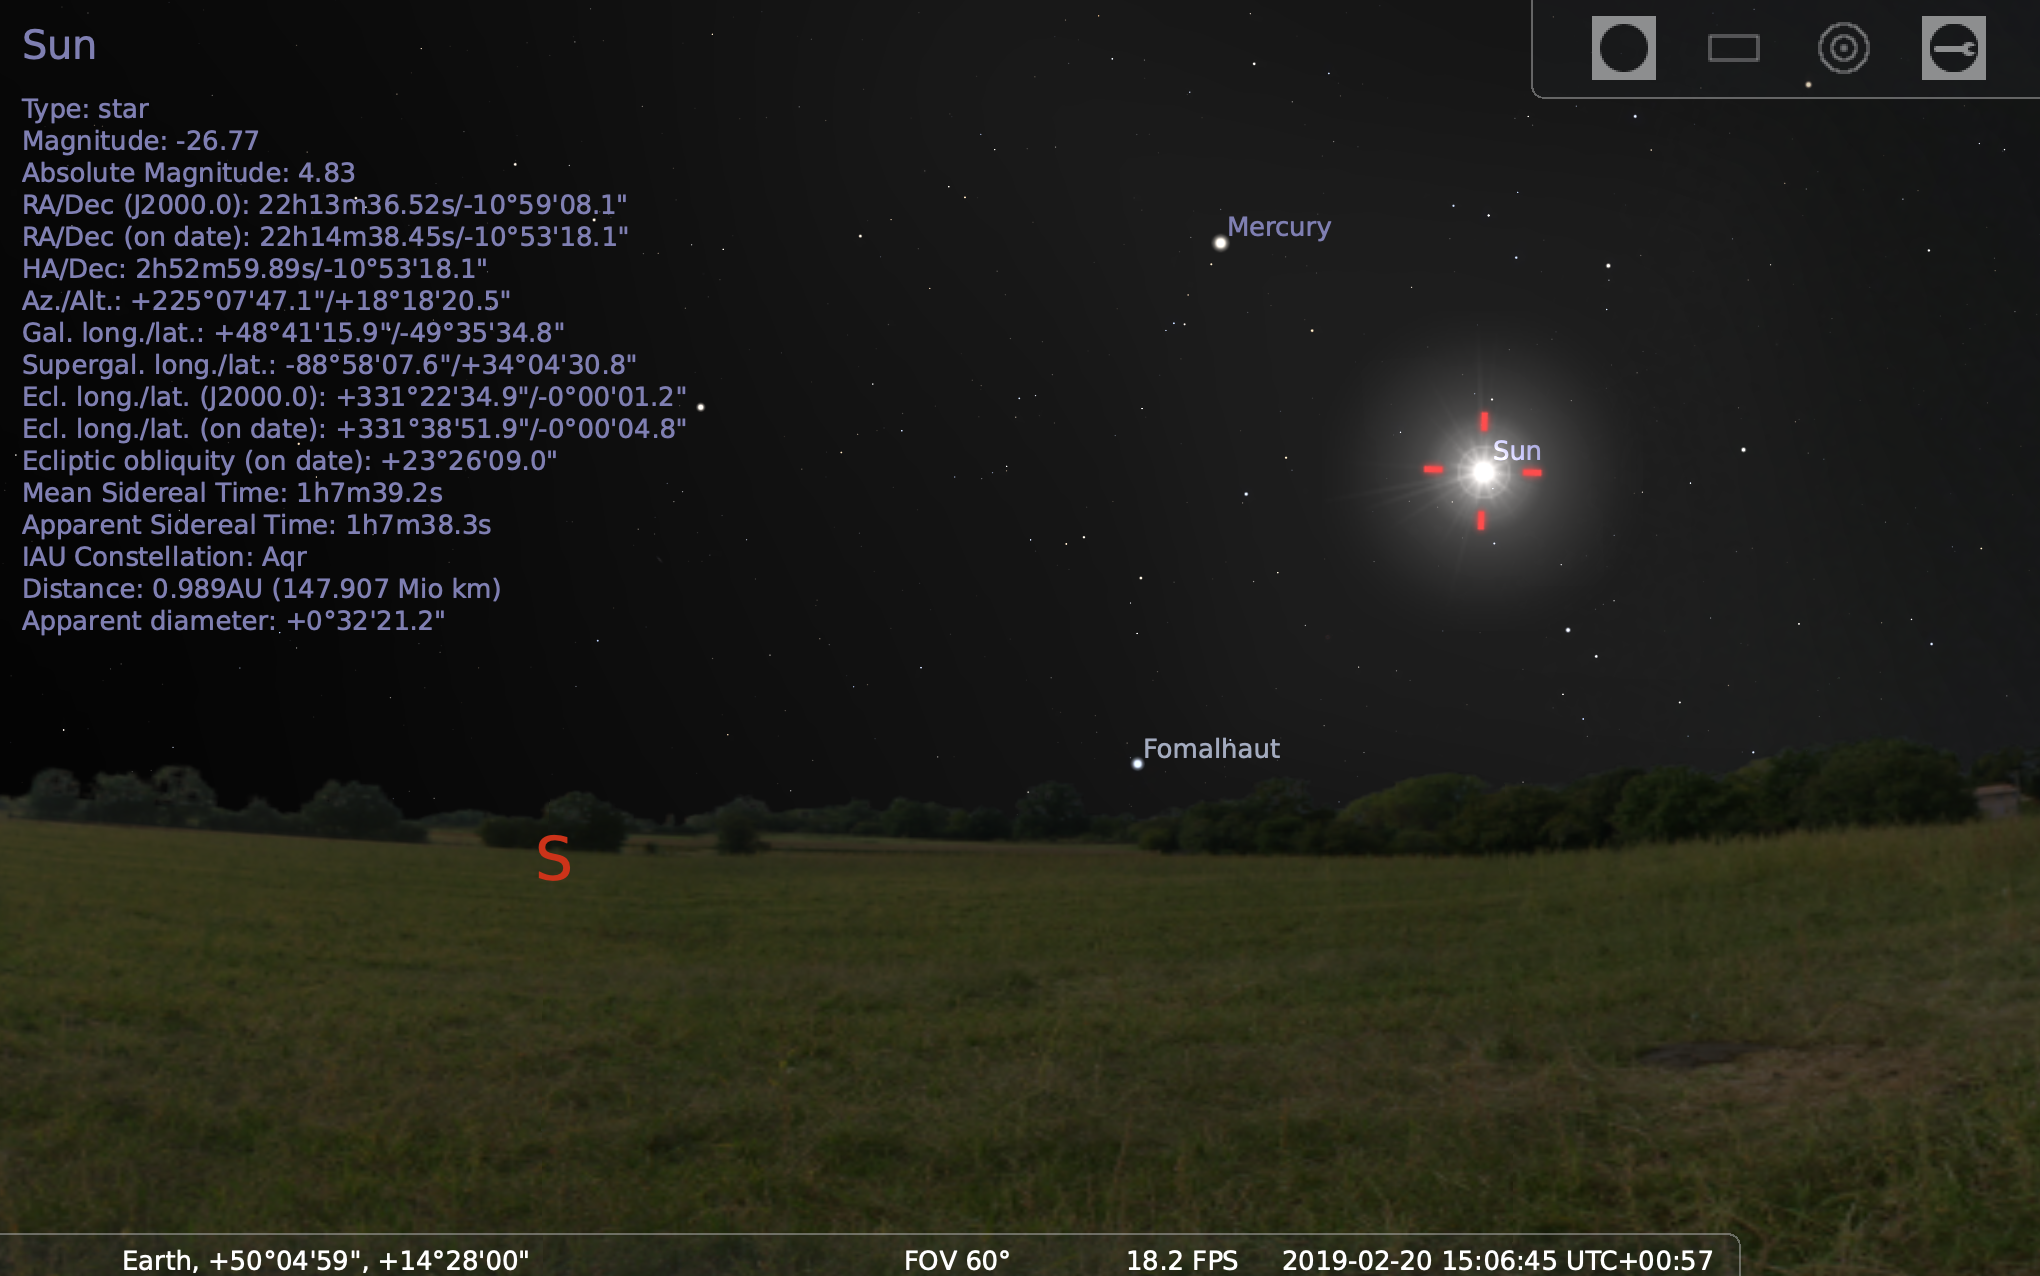 Sun
Type: star
Magnitude: -26.77
Absolute Magnitude: 4.83
RA/Dec (J2000.0): 22h13m36.52s/-10°59'08.1"
RA/Dec (on date): 22h14m38.45s/-10°53'18.1"
HA/Dec: 2h52m59.89s/-10°53'18.1"
Az./Alt.: +225°07'47.1"/+18°18'20.5"
Gal. long./lat.: +48°41'15.9"/-49°35'34.8"
Supergal. long./lat.: -88°58'07.6"/+34°04'30.8"
Ecl. long./lat. (J2000.0): +331°22'34.9"/-0°00'01.2"
Ecl. long./lat. (on date): +331°38'51.9"/-0°00'04.8"
Ecliptic obliquity (on date): +23°26'09.0"
Mean Sidereal Time: 1h7m39.2s
Apparent Sidereal Time: 1h7m38.3s
IAU Constellation: Aqr
Distance: 0.989AU (147.907 Mio km)
Apparent diameter: +0°32'21.2"
Mercury
Sun
Fomalhaut
S
Earth, +50°04'59", +14°28'00" FOV 60° 18.2 FPS 2019-02-20 15:06:45 UTC+00:57